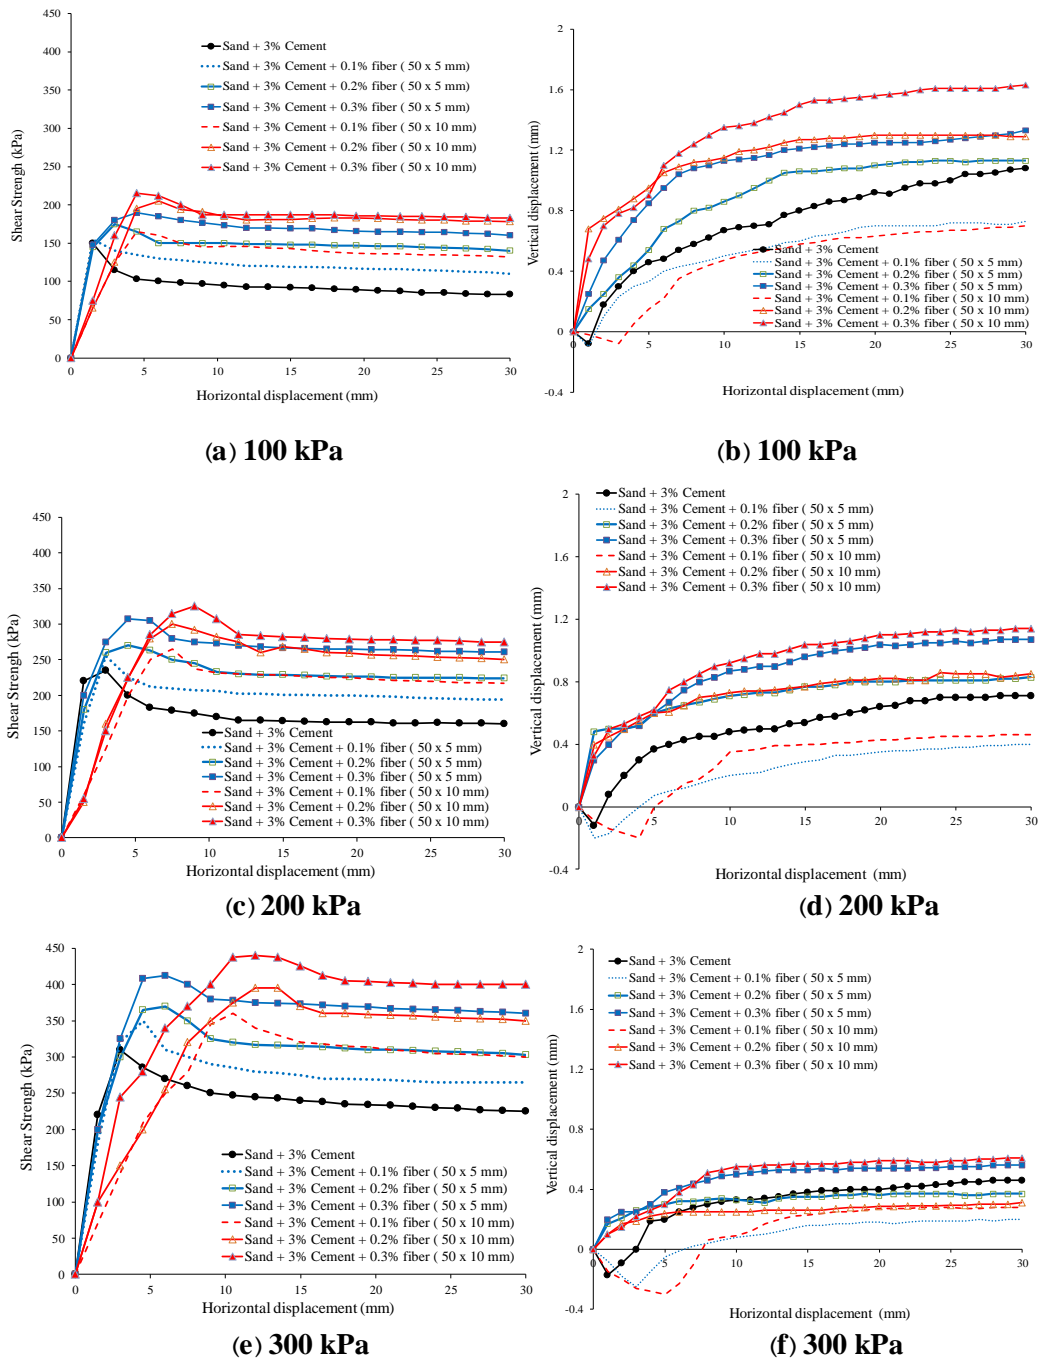 450
400
350
300
250
200
150
100
50
0
Shear Strengh (kPa)
Sand + 3% Cement
Sand + 3% Cement + 0.1% fiber ( 50 x 5 mm)
Sand + 3% Cement + 0.2% fiber ( 50 x 5 mm)
Sand + 3% Cement + 0.3% fiber ( 50 x 5 mm)
Sand + 3% Cement + 0.1% fiber ( 50 x 10 mm)
Sand + 3% Cement + 0.2% fiber ( 50 x 10 mm)
Sand + 3% Cement + 0.3% fiber ( 50 x 10 mm)
0 5 10 15 20 25 30
Horizontal displacement (mm)
(a) 100 kPa
2
1.6
1.2
0.8
0.4
0
-0.4
Vertical displacement (mm)
Sand + 3% Cement
Sand + 3% Cement + 0.1% fiber ( 50 x 5 mm)
Sand + 3% Cement + 0.2% fiber ( 50 x 5 mm)
Sand + 3% Cement + 0.3% fiber ( 50 x 5 mm)
Sand + 3% Cement + 0.1% fiber ( 50 x 10 mm)
Sand + 3% Cement + 0.2% fiber ( 50 x 10 mm)
Sand + 3% Cement + 0.3% fiber ( 50 x 10 mm)
0 5 10 15 20 25 30
Horizontal displacement (mm)
(b) 100 kPa
450
400
350
300
250
200
150
100
50
0
Shear Strengh (kPa)
Sand + 3% Cement
Sand + 3% Cement + 0.1% fiber ( 50 x 5 mm)
Sand + 3% Cement + 0.2% fiber ( 50 x 5 mm)
Sand + 3% Cement + 0.3% fiber ( 50 x 5 mm)
Sand + 3% Cement + 0.1% fiber ( 50 x 10 mm)
Sand + 3% Cement + 0.2% fiber ( 50 x 10 mm)
Sand + 3% Cement + 0.3% fiber ( 50 x 10 mm)
0 5 10 15 20 25 30
Horizontal displacement (mm)
(c) 200 kPa
2
1.6
1.2
0.8
0.4
0
-0.4
Vertical displacement (mm)
Sand + 3% Cement
Sand + 3% Cement + 0.1% fiber ( 50 x 5 mm)
Sand + 3% Cement + 0.2% fiber ( 50 x 5 mm)
Sand + 3% Cement + 0.3% fiber ( 50 x 5 mm)
Sand + 3% Cement + 0.1% fiber ( 50 x 10 mm)
Sand + 3% Cement + 0.2% fiber ( 50 x 10 mm)
Sand + 3% Cement + 0.3% fiber ( 50 x 10 mm)
0 5 10 15 20 25 30
Horizontal displacement (mm)
(d) 200 kPa
450
400
350
300
250
200
150
100
50
0
Shear Strengh (kPa)
Sand + 3% Cement
Sand + 3% Cement + 0.1% fiber ( 50 x 5 mm)
Sand + 3% Cement + 0.2% fiber ( 50 x 5 mm)
Sand + 3% Cement + 0.3% fiber ( 50 x 5 mm)
Sand + 3% Cement + 0.1% fiber ( 50 x 10 mm)
Sand + 3% Cement + 0.2% fiber ( 50 x 10 mm)
Sand + 3% Cement + 0.3% fiber ( 50 x 10 mm)
0 5 10 15 20 25 30
Horizontal displacement (mm)
(e) 300 kPa
2
1.6
1.2
0.8
0.4
0
-0.4
Vertical displacement (mm)
Sand + 3% Cement
Sand + 3% Cement + 0.1% fiber ( 50 x 5 mm)
Sand + 3% Cement + 0.2% fiber ( 50 x 5 mm)
Sand + 3% Cement + 0.3% fiber ( 50 x 5 mm)
Sand + 3% Cement + 0.1% fiber ( 50 x 10 mm)
Sand + 3% Cement + 0.2% fiber ( 50 x 10 mm)
Sand + 3% Cement + 0.3% fiber ( 50 x 10 mm)
0 5 10 15 20 25 30
Horizontal displacement (mm)
(f) 300 kPa